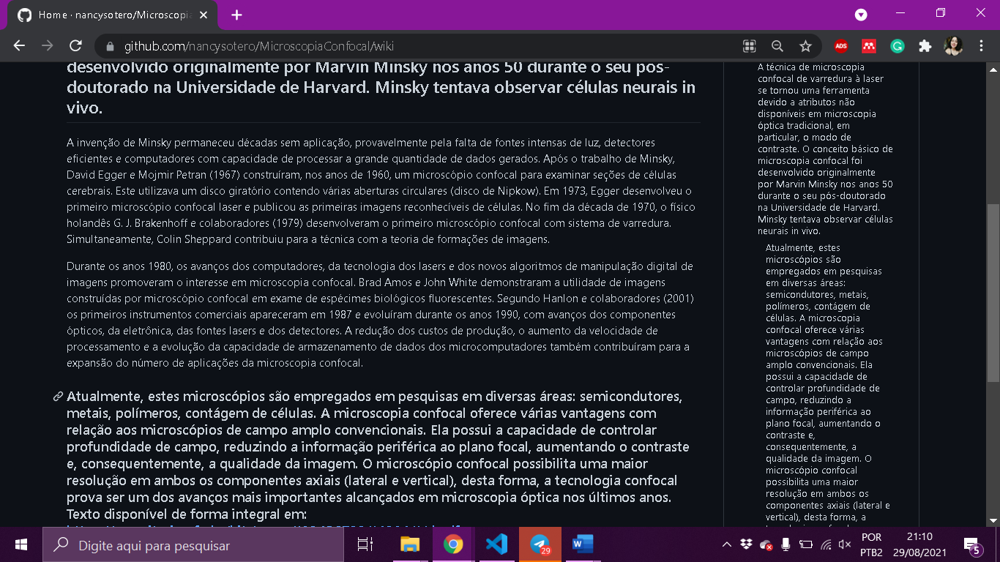 Home · nancysotero/Microscopia
github.com/nancysotero/MicroscopiaConfocal/wiki
ADS
desenvolvido originalmente por Marvin Minsky nos anos 50 durante o seu pós-
doutorado na Universidade de Harvard. Minsky tentava observar células neurais in
vivo.
A invenção de Minsky permaneceu décadas sem aplicação, provavelmente pela falta de fontes intensas de luz, detectores
eficientes e computadores com capacidade de processar a grande quantidade de dados gerados. Após o trabalho de Minsky,
David Egger e Mojmir Petran (1967) construíram, nos anos de 1960, um microscópio confocal para examinar seções de células
cerebrais. Este utilizava um disco giratório contendo várias aberturas circulares (disco de Nipkow). Em 1973, Egger desenvolveu o
primeiro microscópio confocal laser e publicou as primeiras imagens reconhecíveis de células. No fim da década de 1970, o físico
holandês G. J. Brakenhoff e colaboradores (1979) desenvolveram o primeiro microscópio confocal com sistema de varredura.
Simultaneamente, Colin Sheppard contribuiu para a técnica com a teoria de formações de imagens.
Durante os anos 1980, os avanços dos computadores, da tecnologia dos lasers e dos novos algoritmos de manipulação digital de
imagens promoveram o interesse em microscopia confocal. Brad Amos e John White demonstraram a utilidade de imagens
construídas por microscópio confocal em exame de espécimes biológicos fluorescentes. Segundo Hanlon e colaboradores (2001)
os primeiros instrumentos comerciais apareceram em 1987 e evoluíram durante os anos 1990, com avanços dos componentes
ópticos, da eletrônica, das fontes lasers e dos detectores. A redução dos custos de produção, o aumento da velocidade de
processamento e a evolução da capacidade de armazenamento de dados dos microcomputadores também contribuíram para a
expansão do número de aplicações da microscopia confocal.
Atualmente, estes microscópios são empregados em pesquisas em diversas áreas: semicondutores,
metais, polímeros, contágem de células. A microscopia confocal oferece várias vantagens com
relação aos microscópios de campo amplo convencionais. Ela possui a capacidade de controlar
profundidade de campo, reduzindo a informação periférica ao plano focal, aumentando o contraste
e, consequentemente, a qualidade da imagem. O microscópio confocal possibilita uma maior
resolução em ambos os componentes axiais (lateral e vertical), desta forma, a tecnologia confocal
prova ser um dos avanços mais importantes alcançados em microscopia óptica nos últimos anos.
Texto disponível de forma integral em:
A técnica de microscopia
confocal de varredura à laser
se tornou uma ferramenta
devido a atributos não
disponíveis em microscopia
óptica tradicional, em
particular, o modo de
contraste. O conceito básico de
microscopia confocal foi
desenvolvido originalmente
por Marvin Minsky nos anos 50
durante o seu pós-doutorado
na Universidade de Harvard.
Minsky tentava observar células
neurais in vivo.
Atualmente, estes
microscópios são
empregados em pesquisas
em diversas áreas:
semicondutores, metais,
polímeros, contágem de
células. A microscopia
confocal oferece várias
vantagens com relação aos
microscópios de campo
amplo convencionais. Ela
possui a capacidade de
controlar profundidade de
campo, reduzindo a
informação periférica ao
plano focal, aumentando o
contraste e,
consequentemente, a
qualidade da imagem. O
microscópio confocal
possibilita uma maior
resolução em ambos os
componentes axiais (lateral e
vertical), desta forma, a
Digite aqui para pesquisar
29
POR
PTB2
21:10
29/08/2021
5